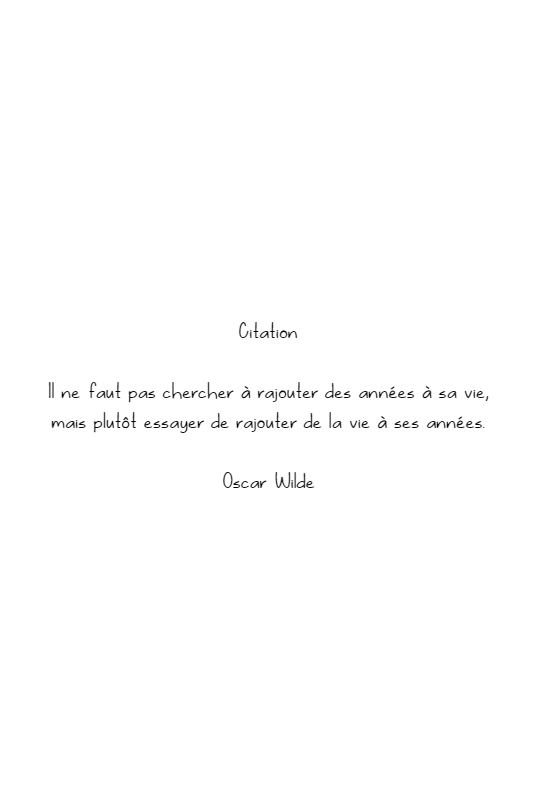 Citation
Il ne faut pas chercher à rajouter des années à sa vie,
mais plutôt essayer de rajouter de la vie à ses années.
Oscar Wilde